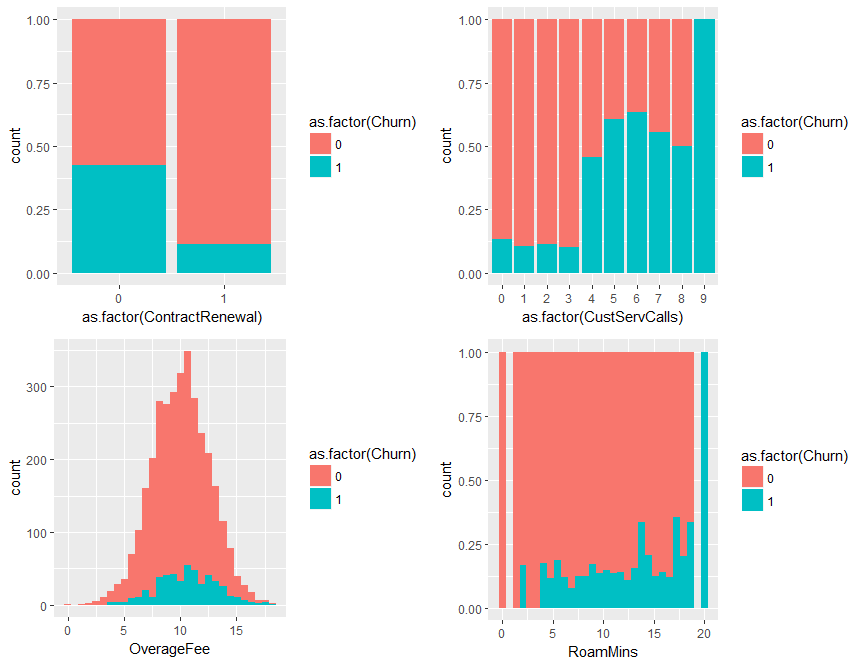 1.00
0.75
0.50
0.25
0.00
count
0 1
as.factor(ContractRenewal)
as.factor(Churn)
0
1
1.00
0.75
0.50
0.25
0.00
count
0 1 2 3 4 5 6 7 8 9
as.factor(CustServCalls)
as.factor(Churn)
0
1
300
200
100
0
count
0 5 10 15
OverageFee
as.factor(Churn)
0
1
1.00
0.75
0.50
0.25
0.00
count
0 5 10 15 20
RoamMins
as.factor(Churn)
0
1